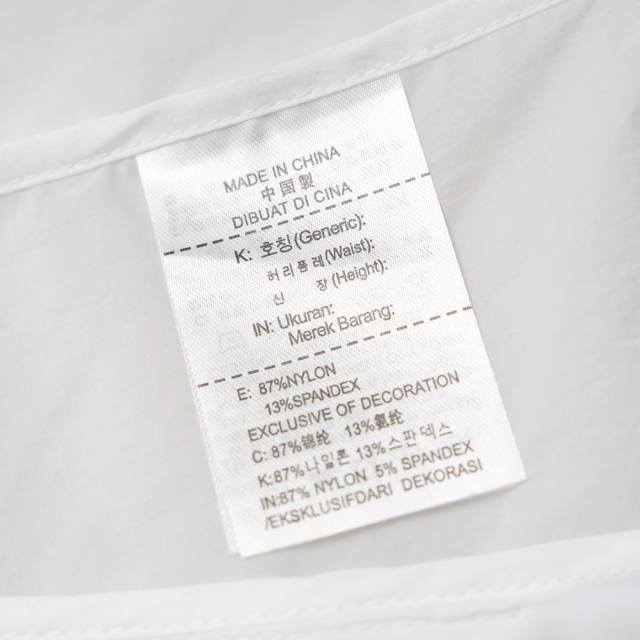 MADE IN CHINA
中國製
DIBUAT DI CINA
K: 호칭(Generic):
허리둘레(Waist):
신 장(Height):
IN: Ukuran:
Merek Barang:
E: 87%NYLON
13%SPANDEX
EXCLUSIVE OF DECORATION
C: 87%錦纶 13%氨纶
K:87%나일론 13%스판덱스
IN:87% NYLON 5% SPANDEX
/EKSKLUSIFDARI DEKORASI